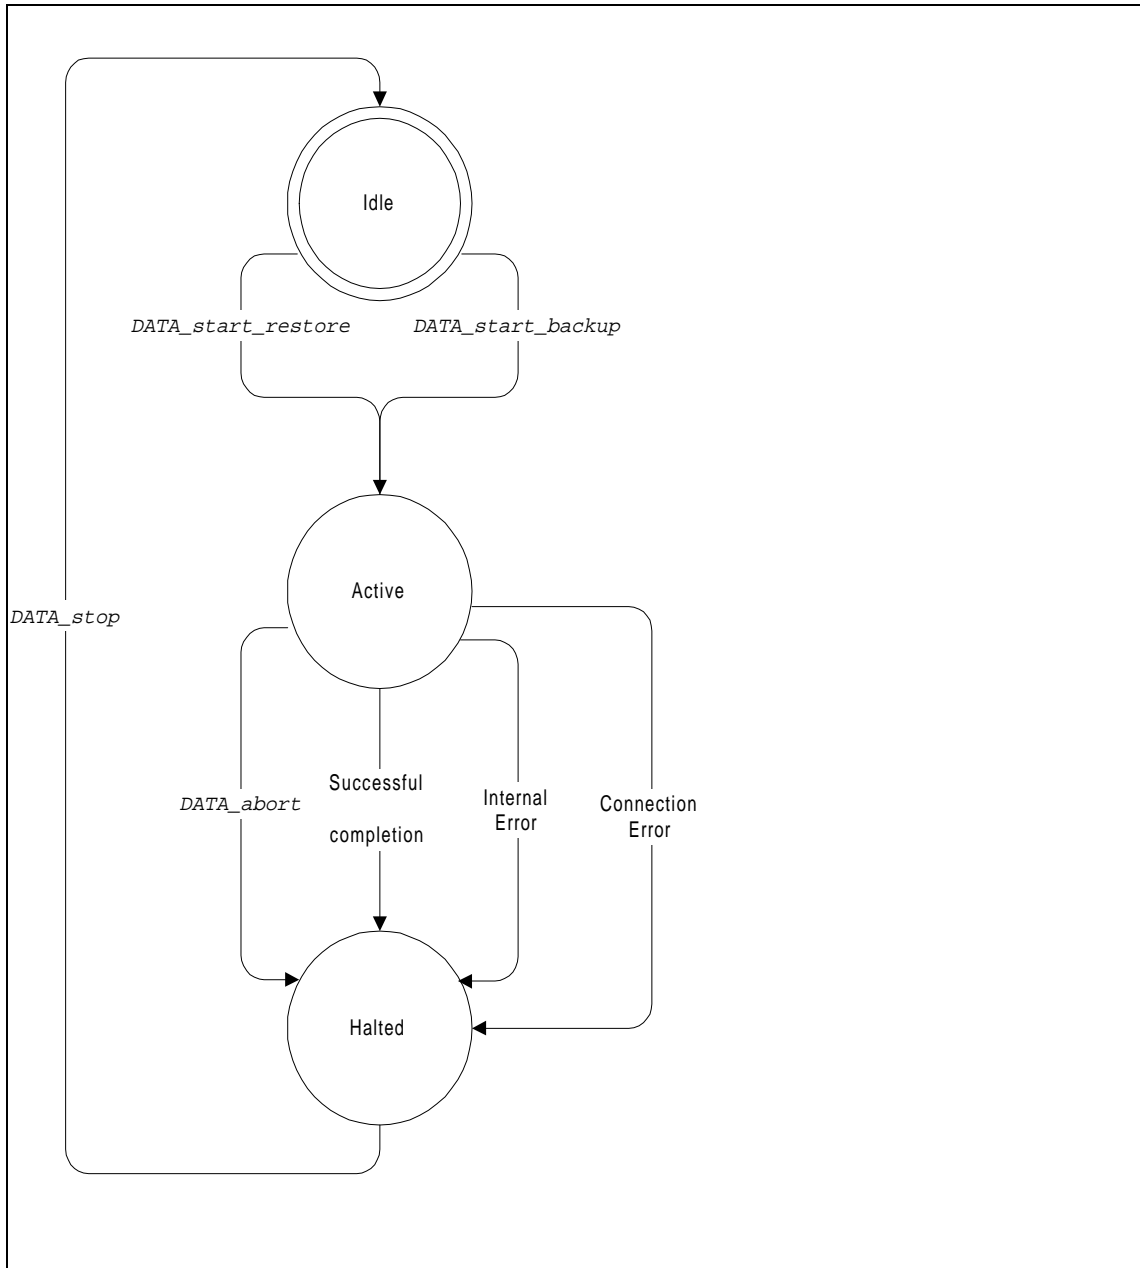 Idle
DATA_start_restore
DATA_start_backup
Active
DATA_stop
DATA_abort
Successful
completion
Internal
Error
Connection
Error
Halted